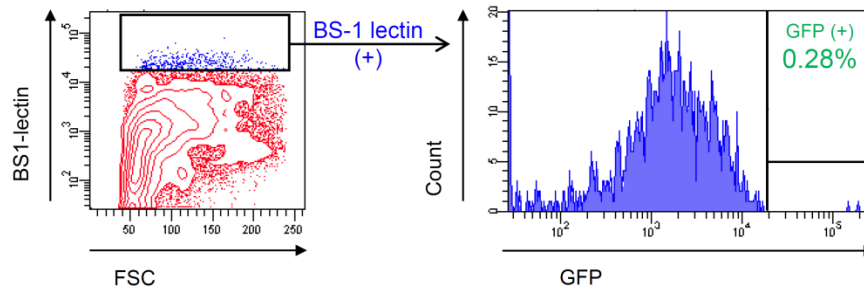 BS1-lectin
10^5
10^4
10^3
10^2
50 100 150 200 250
FSC
BS-1 lectin
(+)
Count
20
15
10
5
0
10^2 10^3 10^4 10^5
GFP
GFP (+)
0.28%